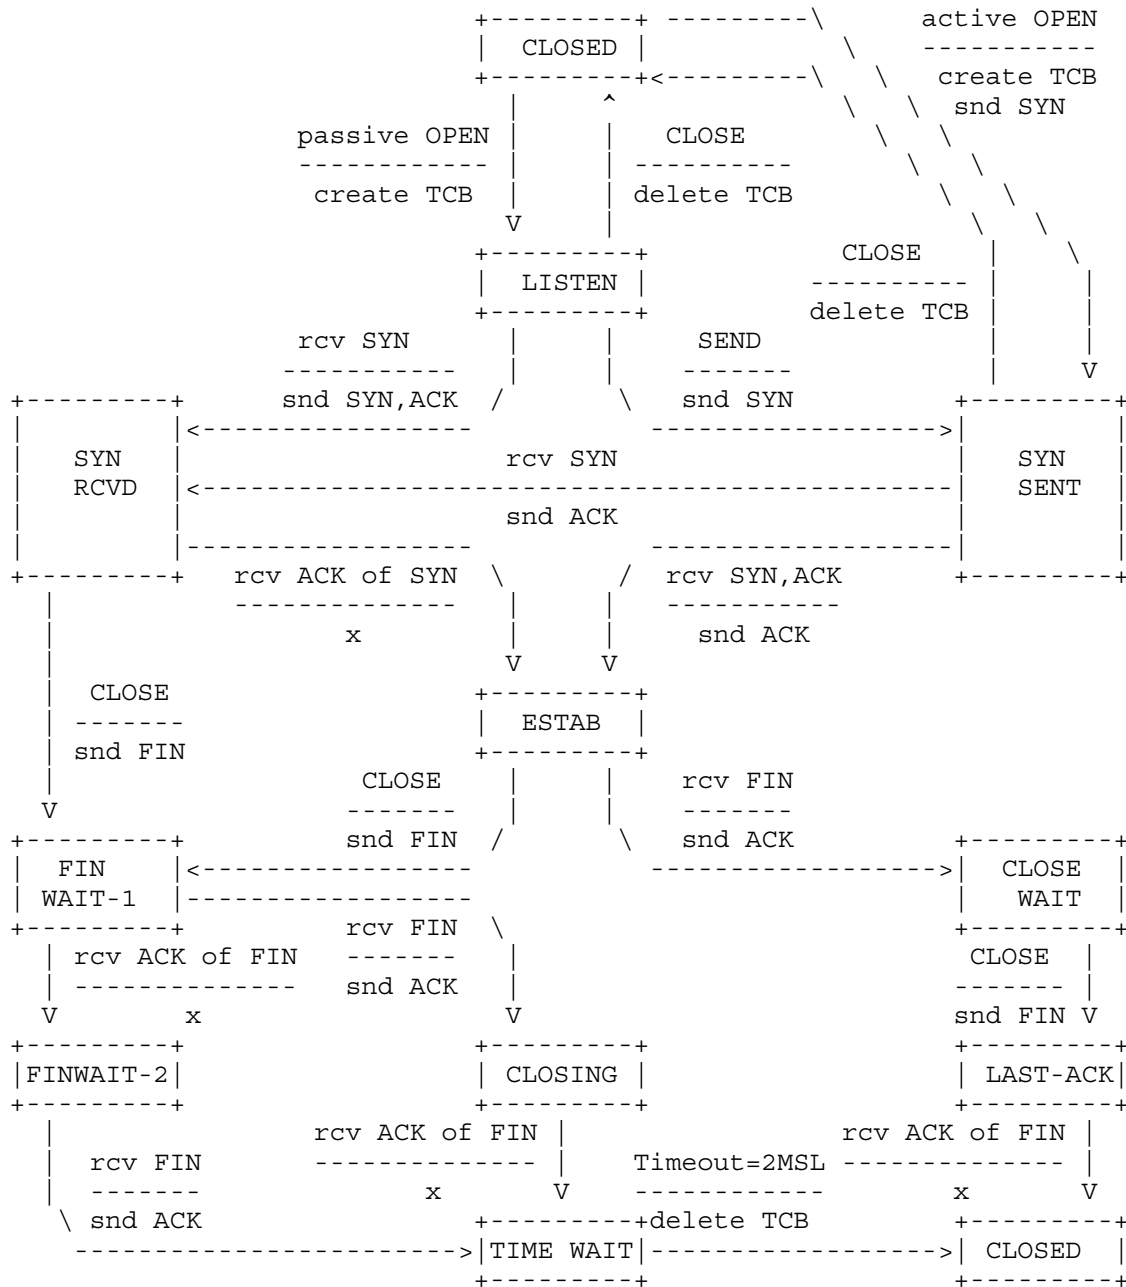 +---------+ ---------\      active OPEN
|  CLOSED |            \    -----------
+---------+<---------\   \   create TCB
|     ^              \   \  snd SYN
passive OPEN |     |   CLOSE        \   \
------------ |     | ----------       \   \
create TCB  |     | delete TCB         \   \
V     |                      \   \
+---------+            CLOSE    |    \
|  LISTEN |          ---------- |     |
+---------+          delete TCB |     |
rcv SYN      |     |     SEND              |     |
-----------   |     |    -------            |     V
+---------+      snd SYN,ACK  /       \   snd SYN          +---------+
|         |<-----------------           ------------------>|         |
|   SYN   |                    rcv SYN                     |   SYN   |
|   RCVD  |<-----------------------------------------------|   SENT  |
|         |                    snd ACK                     |         |
|         |------------------           -------------------|         |
+---------+   rcv ACK of SYN  \       /  rcv SYN,ACK       +---------+
|           --------------   |     |   -----------
|                  x         |     |     snd ACK
|                            V     V
|  CLOSE                   +---------+
| -------                  |  ESTAB  |
| snd FIN                  +---------+
|                   CLOSE    |     |    rcv FIN
V                  -------   |     |    -------
+---------+          snd FIN  /       \   snd ACK          +---------+
|  FIN    |<-----------------           ------------------>|  CLOSE  |
| WAIT-1  |------------------                              |   WAIT  |
+---------+          rcv FIN  \                            +---------+
| rcv ACK of FIN   -------   |                            CLOSE  |
| --------------   snd ACK   |                           ------- |
V        x                   V                           snd FIN V
+---------+                  +---------+                   +---------+
|FINWAIT-2|                  | CLOSING |                   | LAST-ACK|
+---------+                  +---------+                   +---------+
|                rcv ACK of FIN |                 rcv ACK of FIN |
|  rcv FIN       -------------- |    Timeout=2MSL -------------- |
|  -------              x       V    ------------        x       V
\ snd ACK                 +---------+delete TCB         +---------+
------------------------>|TIME WAIT|------------------>| CLOSED  |
+---------+                   +---------+